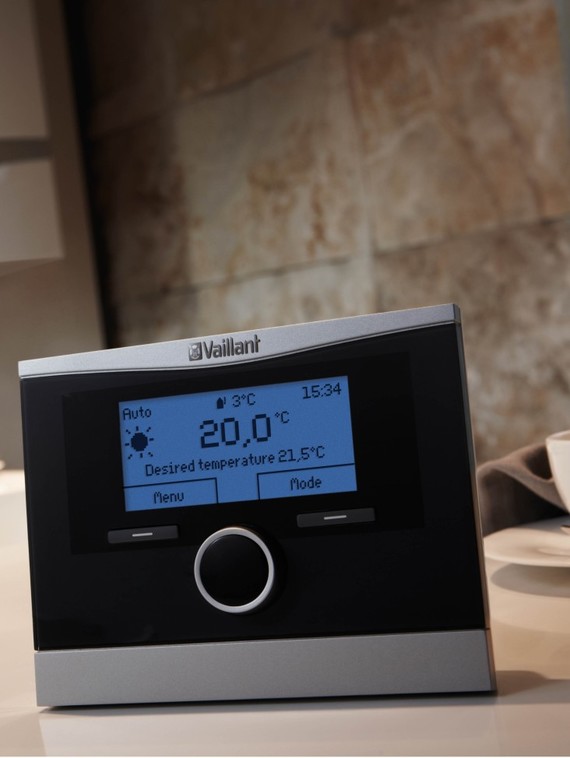 Vaillant
Auto 3°C 15:34
20,0°C
Desired temperature 21,5°C
Menu Mode